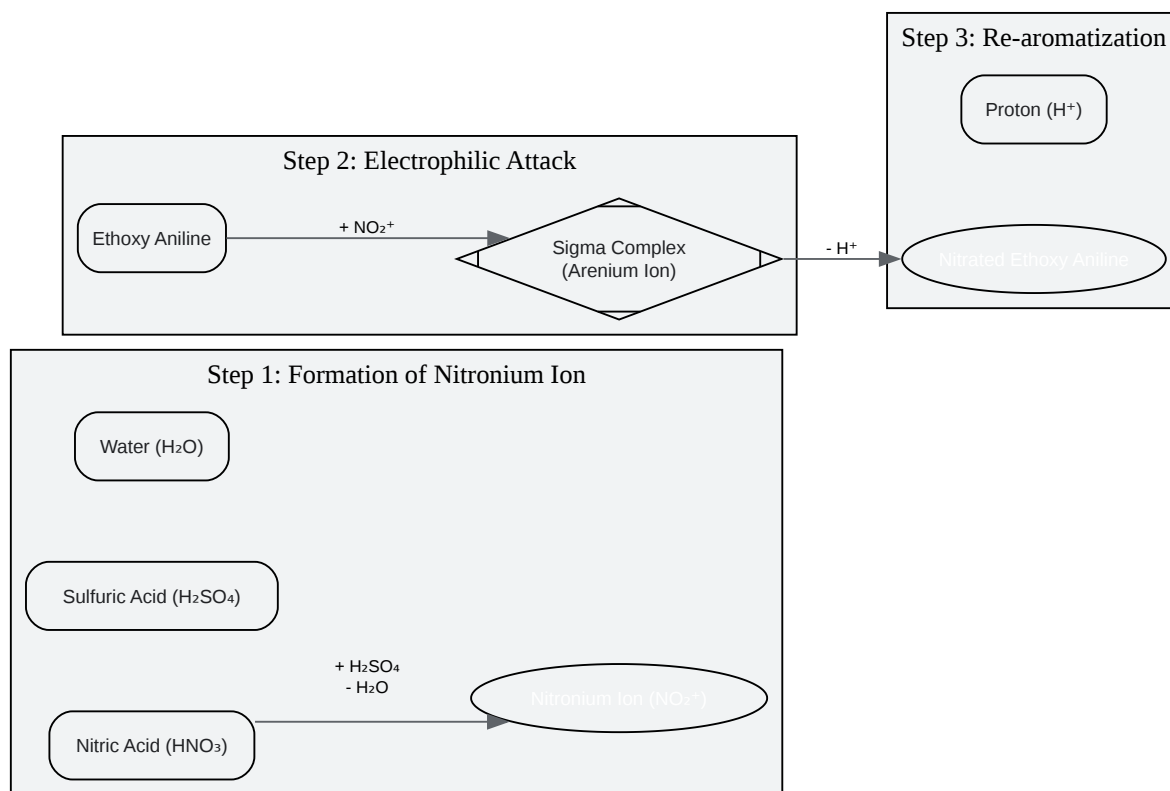 Step 3: Re-aromatization
Proton (H⁺)
Step 2: Electrophilic Attack
Ethoxy Aniline
+ NO₂⁺
Sigma Complex
(Arenium Ion)
- H⁺
Nitrated Ethoxy Aniline
Step 1: Formation of Nitronium Ion
Water (H₂O)
Sulfuric Acid (H₂SO₄)
+ H₂SO₄
- H₂O
Nitronium Ion (NO₂⁺)
Nitric Acid (HNO₃)